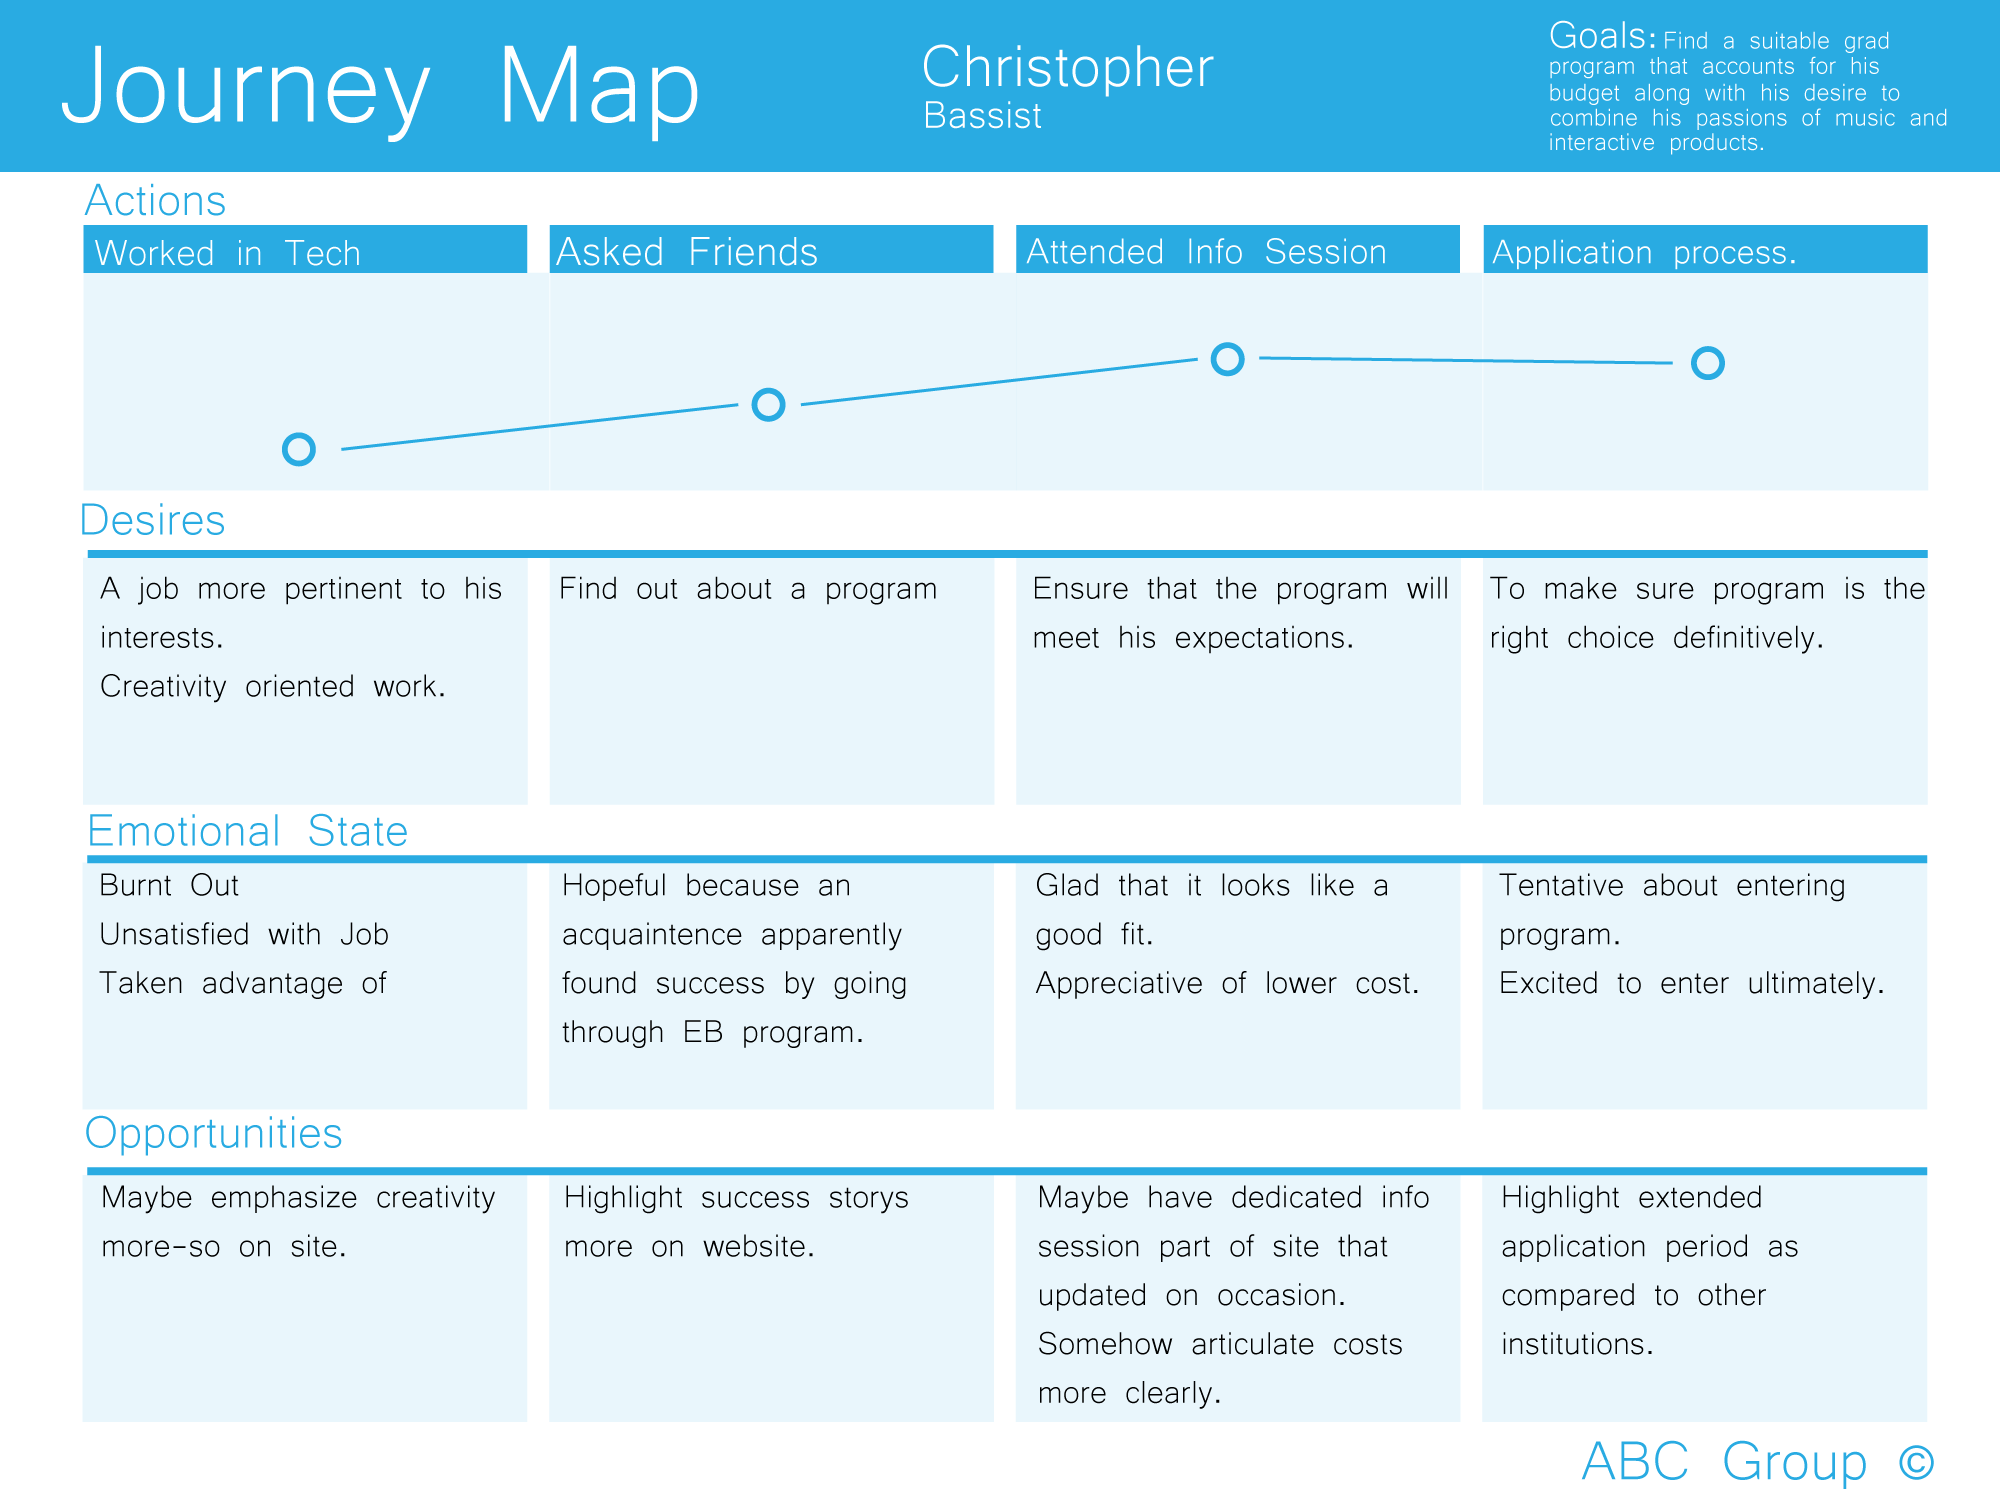 Journey Map
Christopher
Bassist
Goals: Find a suitable grad
program that accounts for his
budget along with his desire to
combine his passions of music and
interactive products.
Actions
Worked in Tech
Asked Friends
Attended Info Session
Application process.
Desires
A job more pertinent to his
interests.
Creativity oriented work.
Find out about a program
Ensure that the program will
meet his expectations.
To make sure program is the
right choice definitively.
Emotional State
Burnt Out
Unsatisfied with Job
Taken advantage of
Hopeful because an
acquaintence apparently
found success by going
through EB program.
Glad that it looks like a
good fit.
Appreciative of lower cost.
Tentative about entering
program.
Excited to enter ultimately.
Opportunities
Maybe emphasize creativity
more-so on site.
Highlight success storys
more on website.
Maybe have dedicated info
session part of site that
updated on occasion.
Somehow articulate costs
more clearly.
Highlight extended
application period as
compared to other
institutions.
ABC Group ©